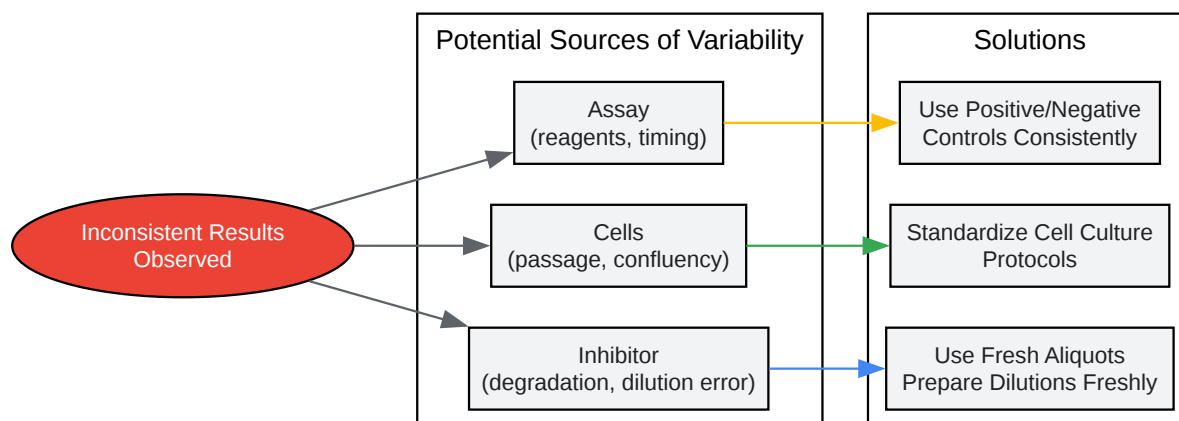 Potential Sources of Variability
Solutions
Assay
(reagents, timing)
Use Positive/Negative
Controls Consistently
Inconsistent Results
Observed
Cells
(passage, confluency)
Standardize Cell Culture
Protocols
Inhibitor
(degradation, dilution error)
Use Fresh Aliquots
Prepare Dilutions Freshly